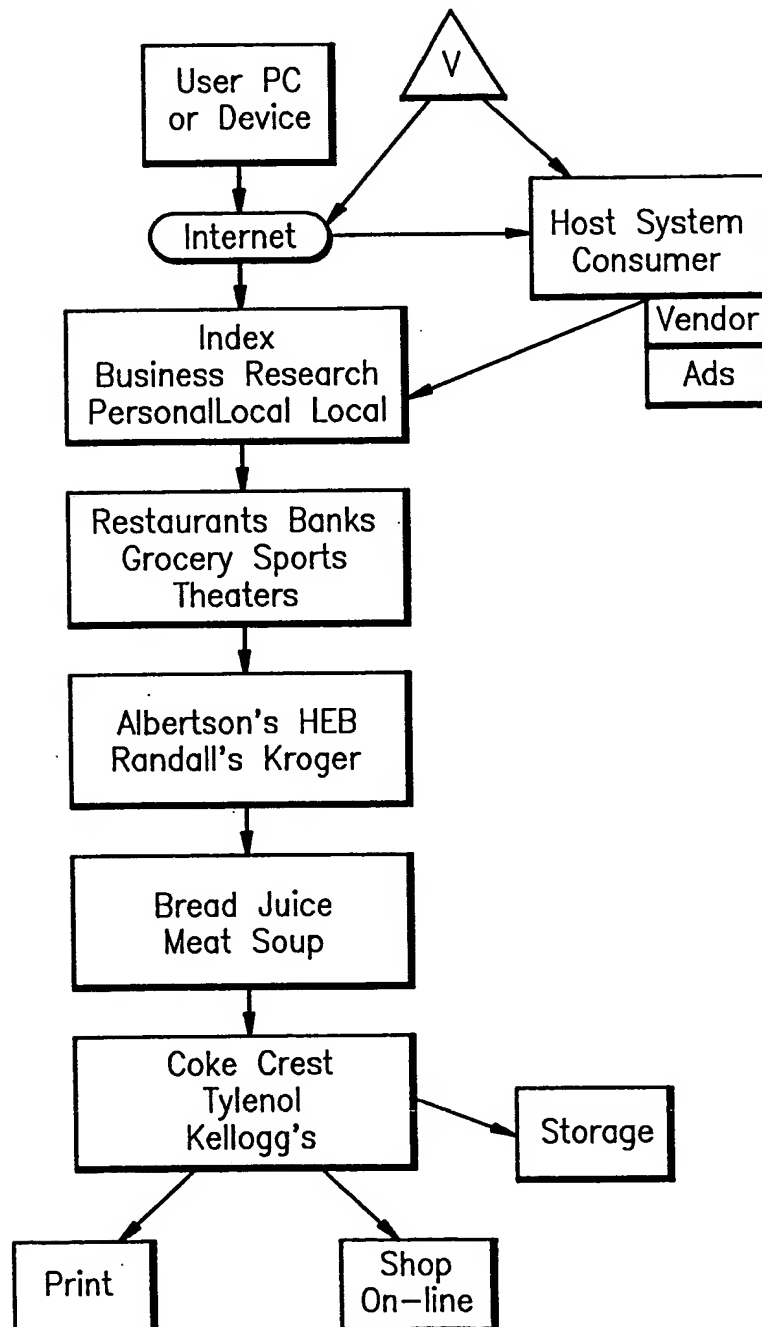 User PC
or Device
V
Internet
Host System
Consumer
Vendor
Ads
Index
Business Research
PersonalLocal Local
Restaurants Banks
Grocery Sports
Theaters
Albertson's HEB
Randall's Kroger
Bread Juice
Meat Soup
Coke Crest
Tylenol
Kellogg's
Storage
Print
Shop
On-line